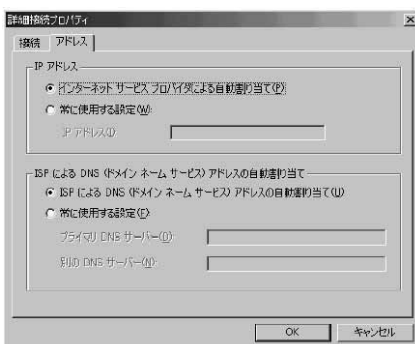 詳細接続プロパティ
接続 アドレス
IP アドレス
インターネット サービス プロバイダによる自動割り当て(P)
常に使用する設定(W):
IP アドレス(I):
ISP による DNS (ドメイン ネーム サービス) アドレスの自動割り当て
ISP による DNS (ドメイン ネーム サービス) アドレスの自動割り当て(U)
常に使用する設定(F):
プライマリ DNS サーバー(D):
別の DNS サーバー(N):
OK キャンセル